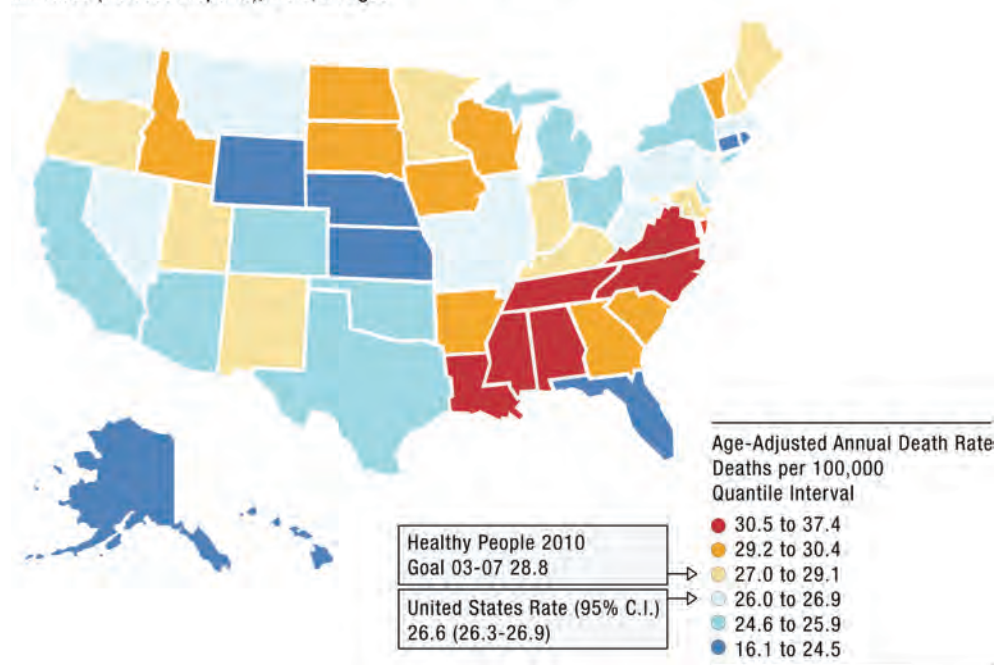 Age-Adjusted Annual Death Rate
Deaths per 100,000
Quantile Interval
30.5 to 37.4
29.2 to 30.4
27.0 to 29.1
26.0 to 26.9
24.6 to 25.9
16.1 to 24.5
Healthy People 2010
Goal 03-07 28.8
United States Rate (95% C.I.)
26.6 (26.3-26.9)